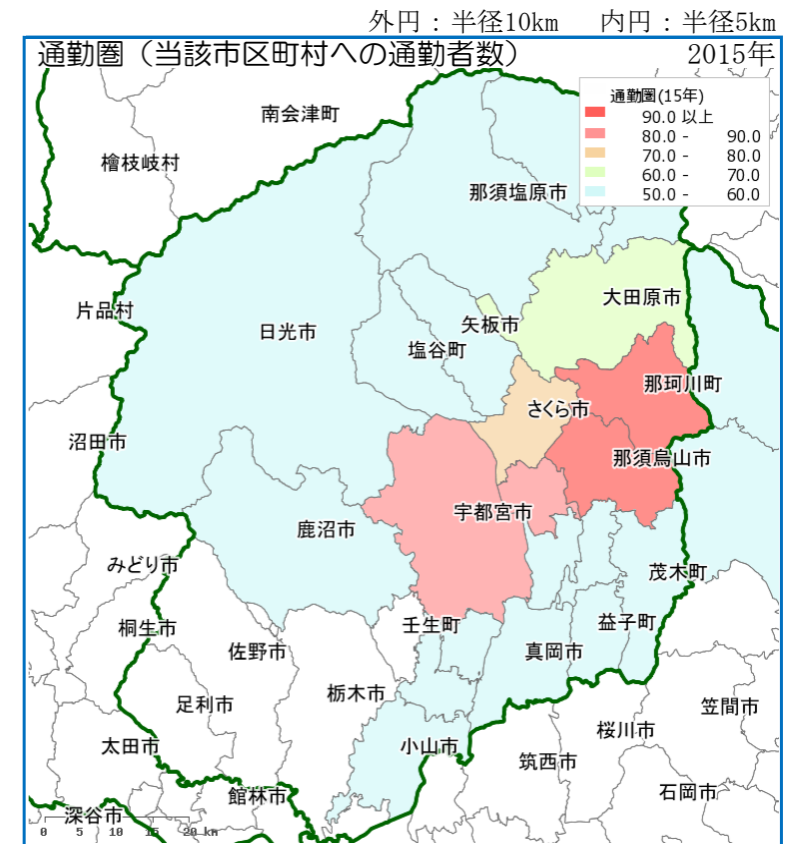 外円：半径10km　内円：半径5km
通勤圏（当該市区町村への通勤者数）　2015年
通勤圏(15年)
90.0 以上
80.0 -　90.0
70.0 -　80.0
60.0 -　70.0
50.0 -　60.0
南会津町
檜枝岐村
那須塩原市
片品村
大田原市
日光市
矢板市
塩谷町
那珂川町
さくら市
沼田市
那須烏山市
宇都宮市
鹿沼市
みどり市
茂木町
桐生市
壬生町
益子町
佐野市
真岡市
栃木市
足利市
笠間市
桜川市
太田市
小山市
筑西市
石岡市
館林市
深谷市
0　5　10　15　20 km